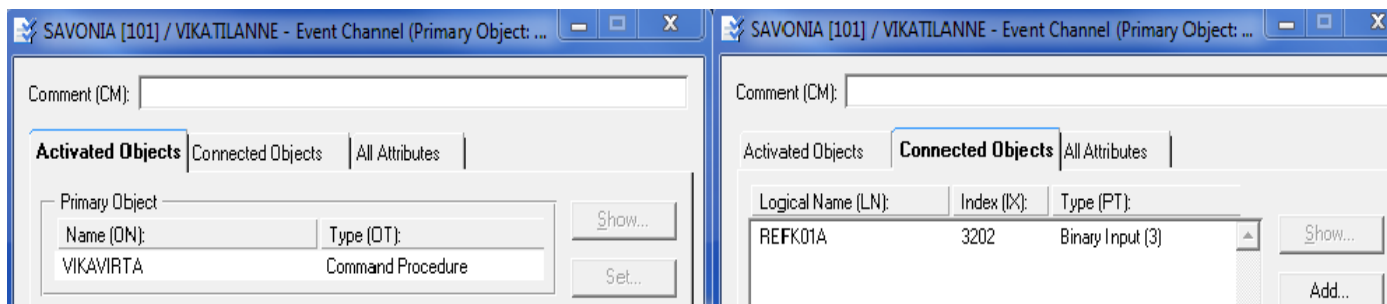 SAVONIA [101] / VIKATILANNE - Event Channel (Primary Object: ...
Comment (CM):
Activated Objects Connected Objects All Attributes
Primary Object
Name (ON): Type (OT):
VIKAVIRTA Command Procedure
Show...
Set...
SAVONIA [101] / VIKATILANNE - Event Channel (Primary Object: ...
Comment (CM):
Activated Objects Connected Objects All Attributes
Logical Name (LN): Index (IX): Type (PT):
REFK01A 3202 Binary Input (3)
Show...
Add...